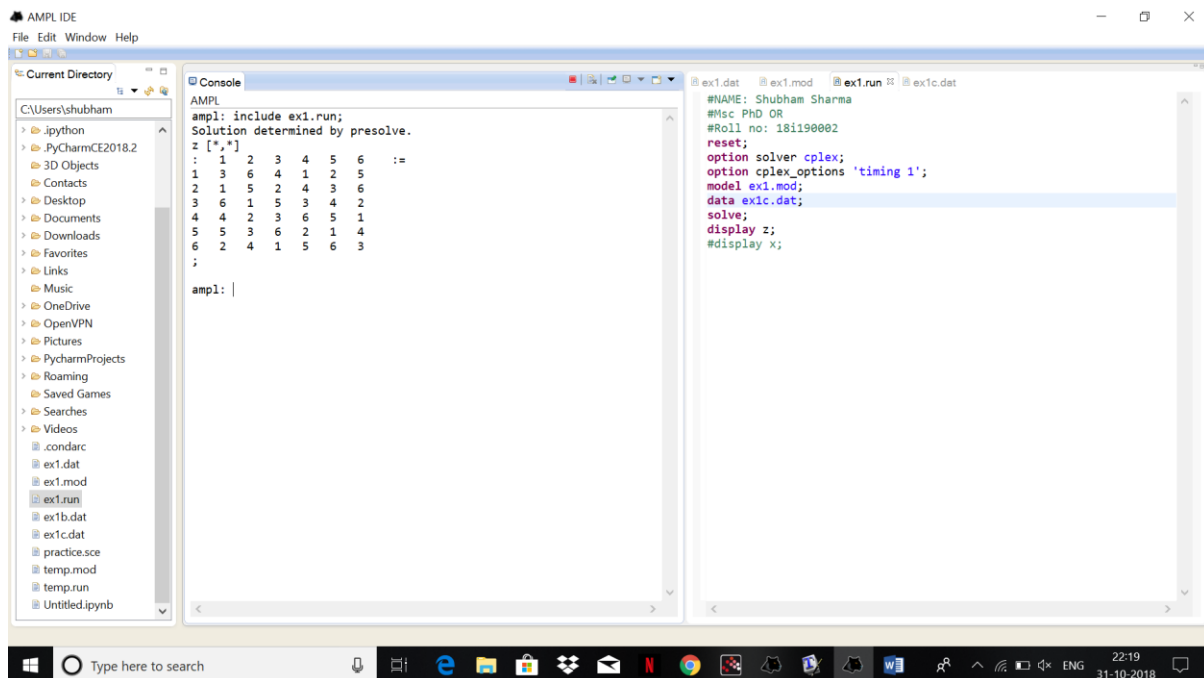 AMPL IDE
File Edit Window Help
Current Directory
C:\Users\shubham
.ipython
.PyCharmCE2018.2
3D Objects
Contacts
Desktop
Documents
Downloads
Favorites
Links
Music
OneDrive
OpenVPN
Pictures
PycharmProjects
Roaming
Saved Games
Searches
Videos
.condarc
ex1.dat
ex1.mod
ex1.run
ex1b.dat
ex1c.dat
practice.sce
temp.mod
temp.run
Untitled.ipynb
Console
AMPL
ampl: include ex1.run;
Solution determined by presolve.
z [*,*]
: 1 2 3 4 5 6 :=
1 3 6 4 1 2 5
2 1 5 2 4 3 6
3 6 1 5 3 4 2
4 4 2 3 6 5 1
5 5 3 6 2 1 4
6 2 4 1 5 6 3
;
ampl:
ex1.dat ex1.mod ex1.run ex1c.dat
#NAME: Shubham Sharma
#Msc PhD OR
#Roll no: 18i190002
reset;
option solver cplex;
option cplex_options 'timing 1';
model ex1.mod;
data ex1c.dat;
solve;
display z;
#display x;
Type here to search
ENG
22:19
31-10-2018